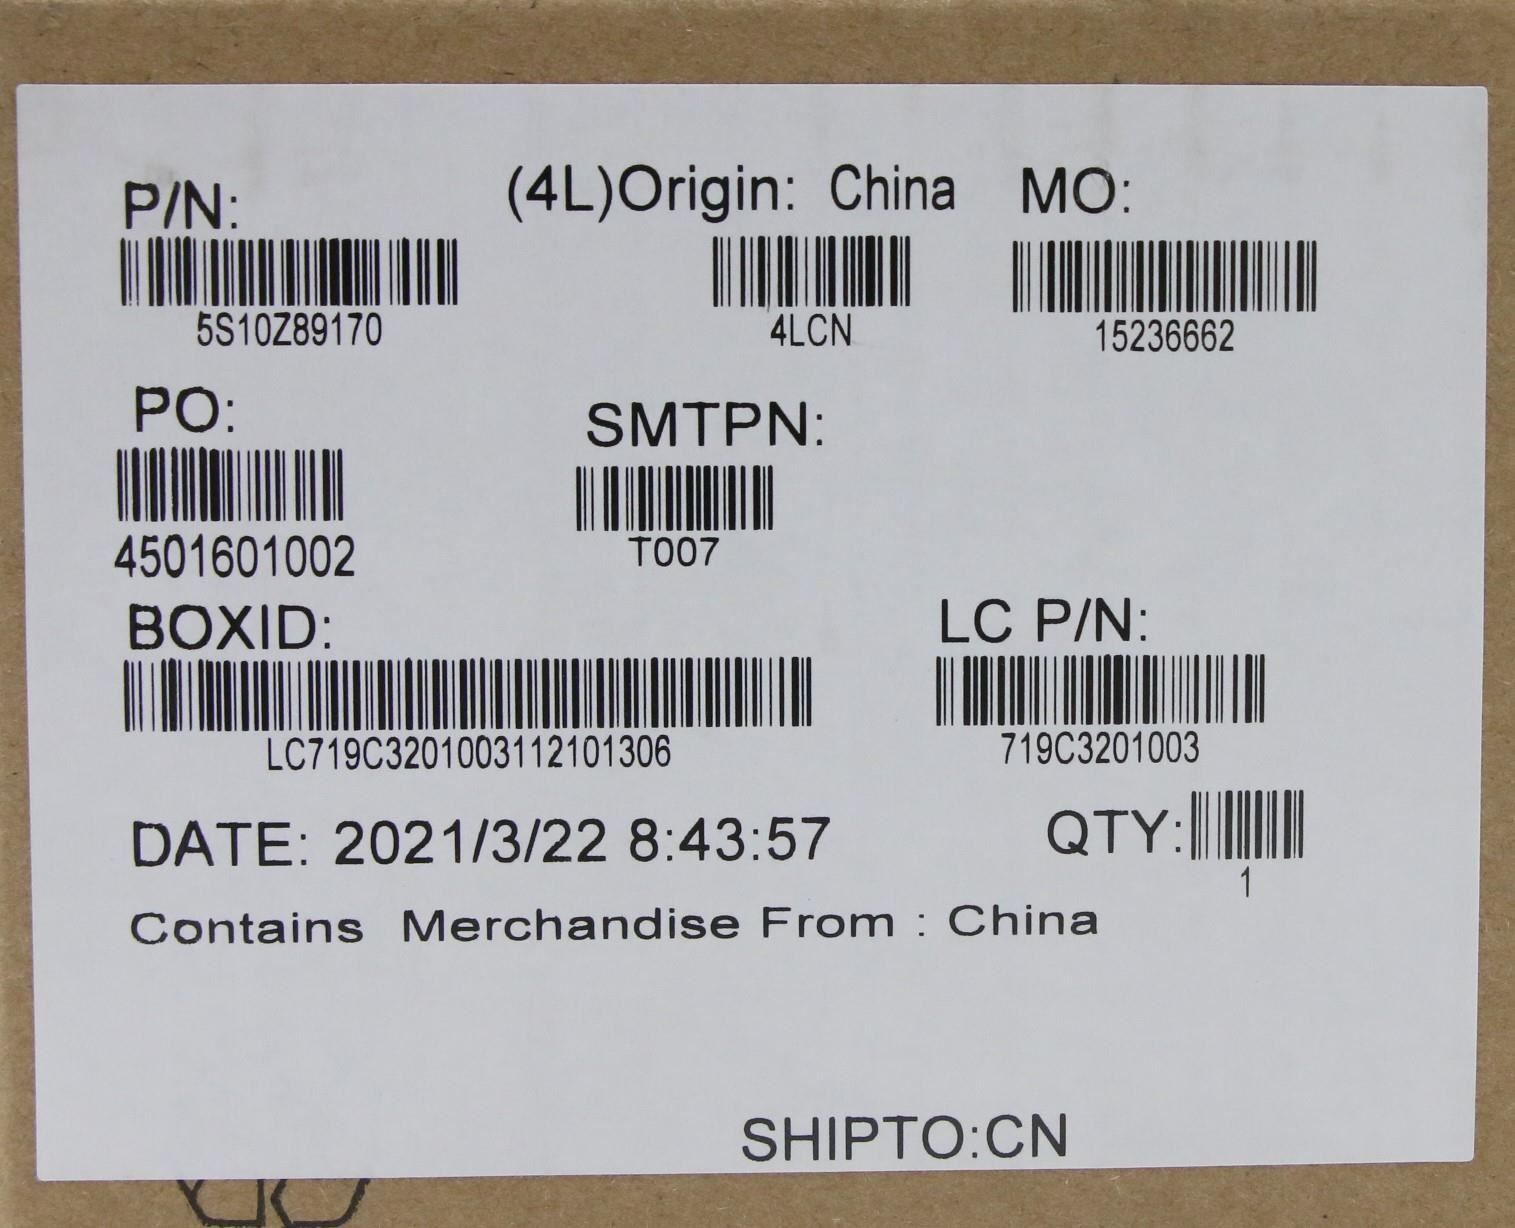 P/N: (4L)Origin: China MO:
5S10Z89170 4LCN 15236662
PO: SMTPN:
4501601002 T007
BOXID: LC P/N:
LC719C3201003112101306 719C3201003
DATE: 2021/3/22 8:43:57 QTY:
1
Contains Merchandise From : China
SHIPTO:CN